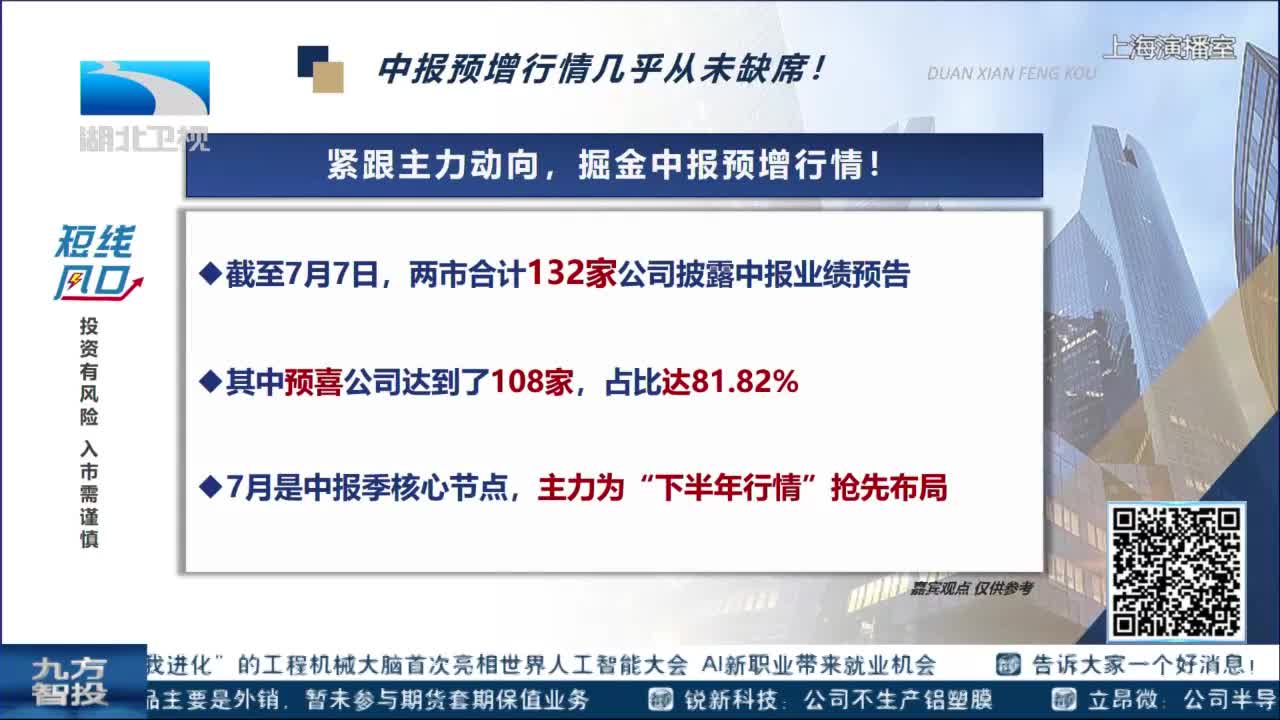 中报预增行情几乎从未缺席！
上海演播室
DUAN XIAN FENG KOU
湖北卫视
紧跟主力动向，掘金中报预增行情！
短线
风口
投资有风险 入市需谨慎
◆截至7月7日，两市合计132家公司披露中报业绩预告
◆其中预喜公司达到了108家，占比达81.82%
◆7月是中报季核心节点，主力为“下半年行情”抢先布局
嘉宾观点 仅供参考
九方
智投
我进化”的工程机械大脑首次亮相世界人工智能大会 AI新职业带来就业机会 告诉大家一个好消息！
品主要是外销，暂未参与期货套期保值业务 锐新科技：公司不生产铝塑膜 立昂微：公司半导